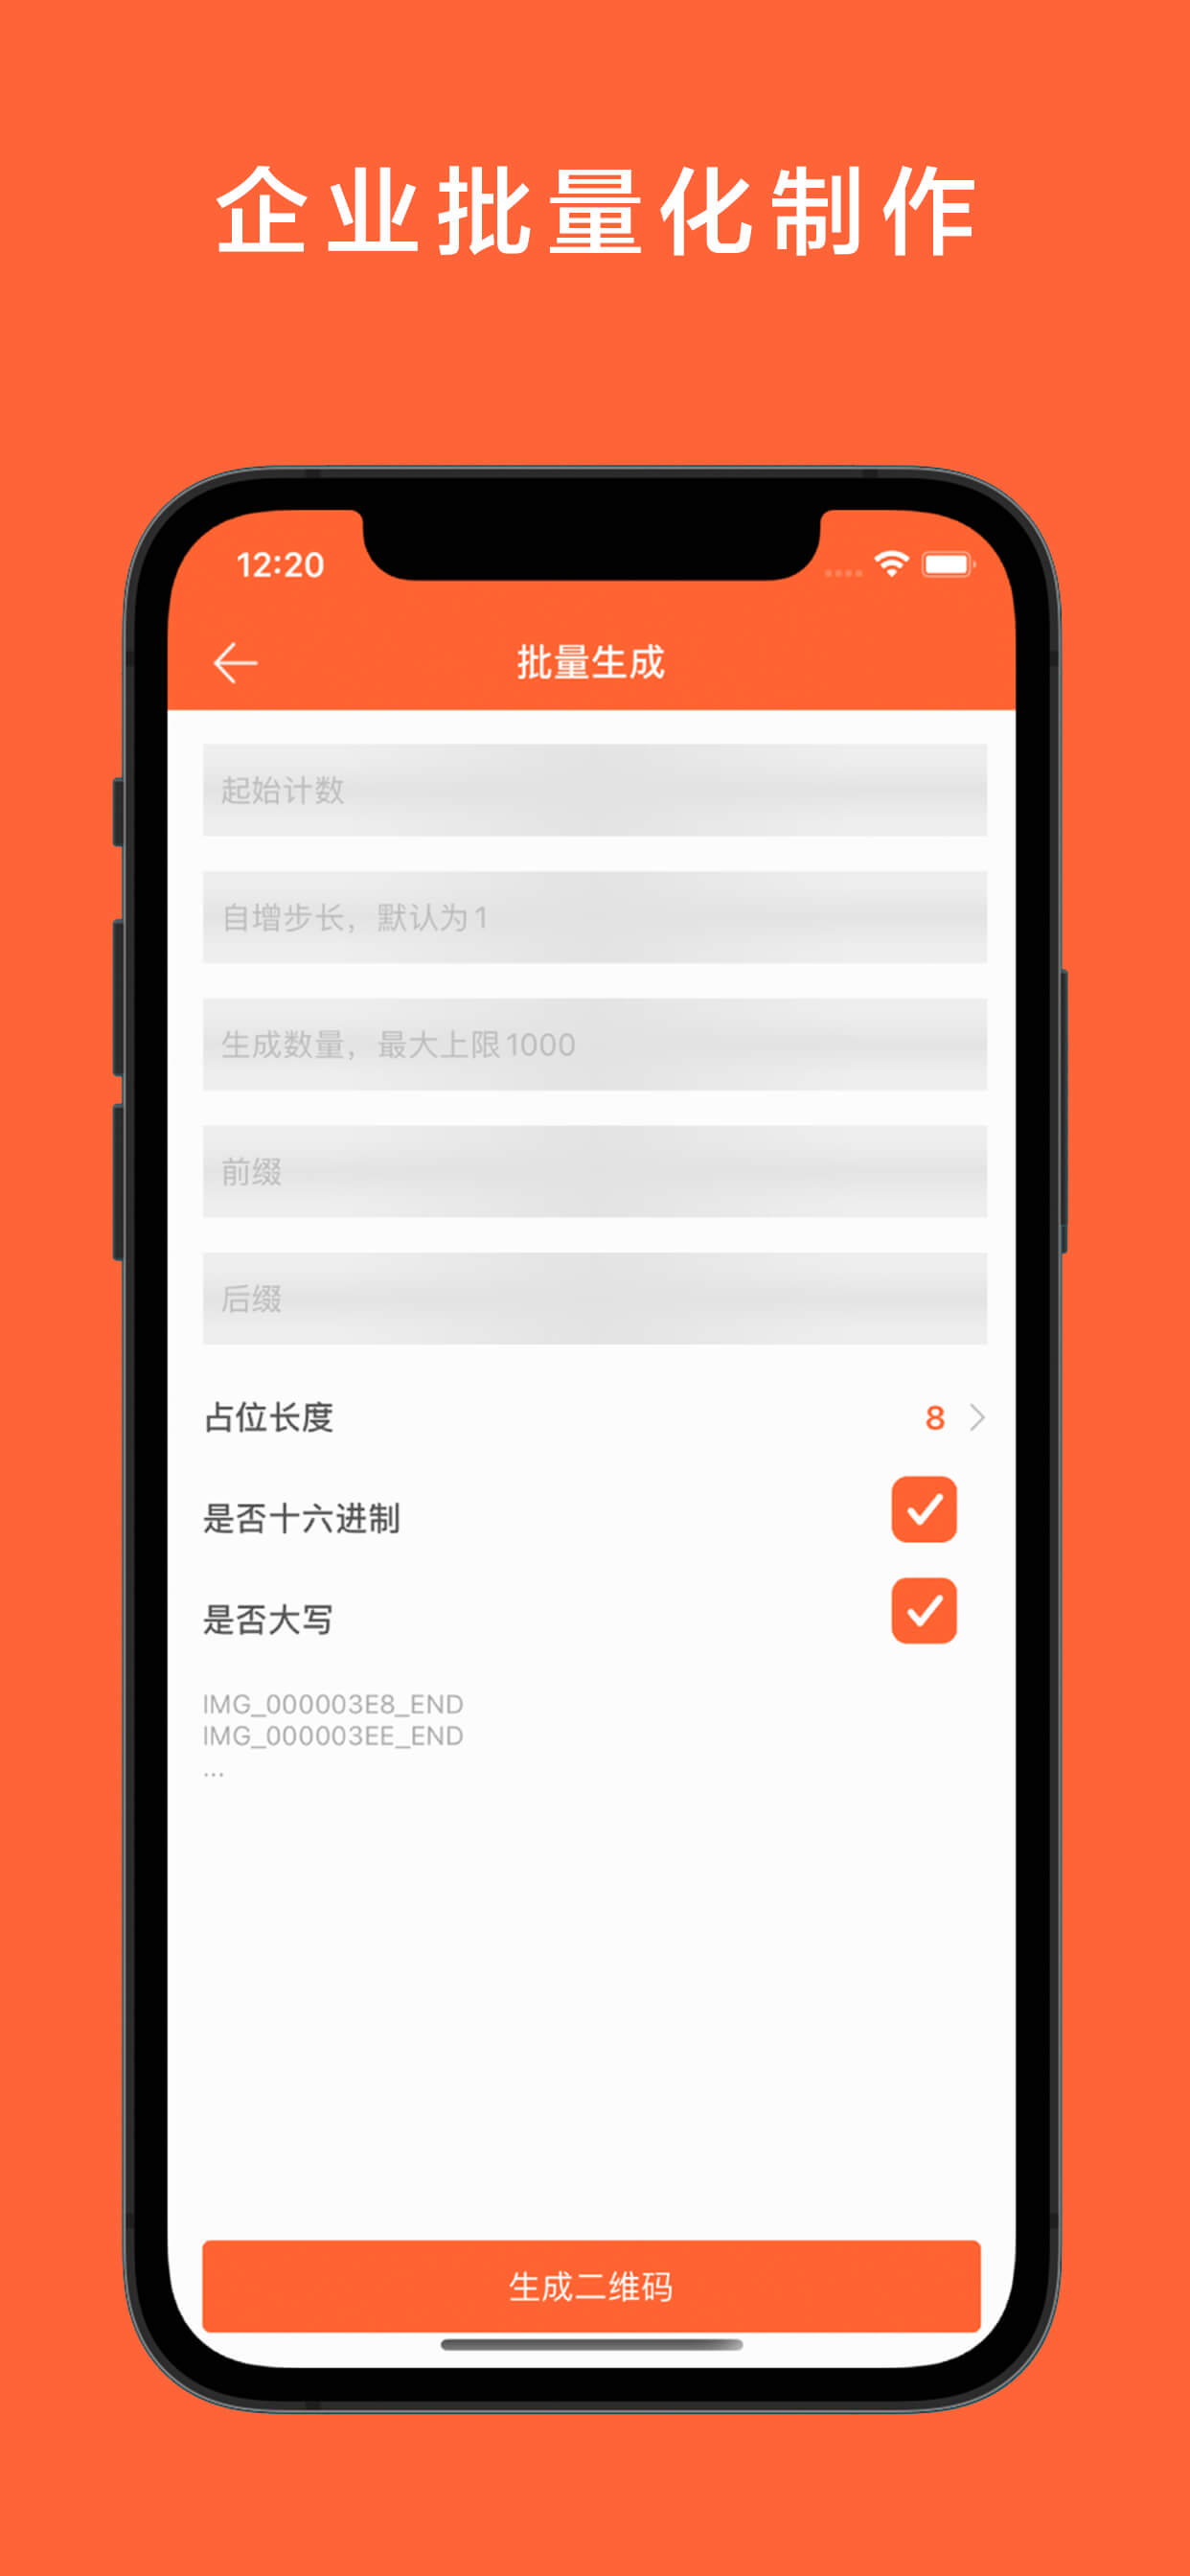 企业批量化制作
12:20
批量生成
起始计数
自增步长，默认为1
生成数量，最大上限1000
前缀
后缀
占位长度 8
是否十六进制
是否大写
IMG_000003E8_END
IMG_000003EE_END
...
生成二维码